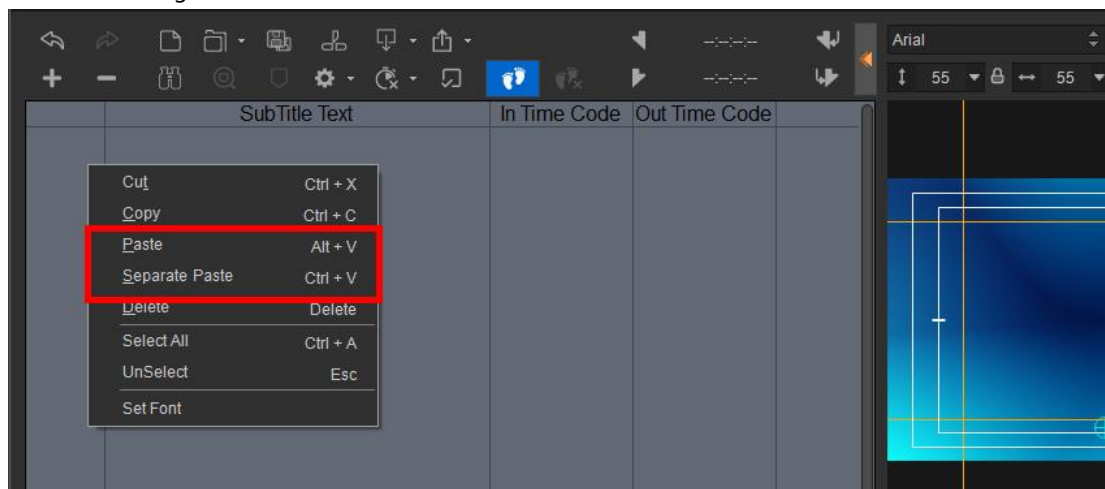 --:--:--:--
Arial
55 55
--:--:--:--
SubTitle Text In Time Code Out Time Code
Cut Ctrl + X
Copy Ctrl + C
Paste Alt + V
Separate Paste Ctrl + V
Delete Delete
Select All Ctrl + A
UnSelect Esc
Set Font